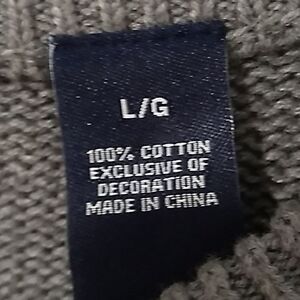 L/G
100% COTTON
EXCLUSIVE OF
DECORATION
MADE IN CHINA